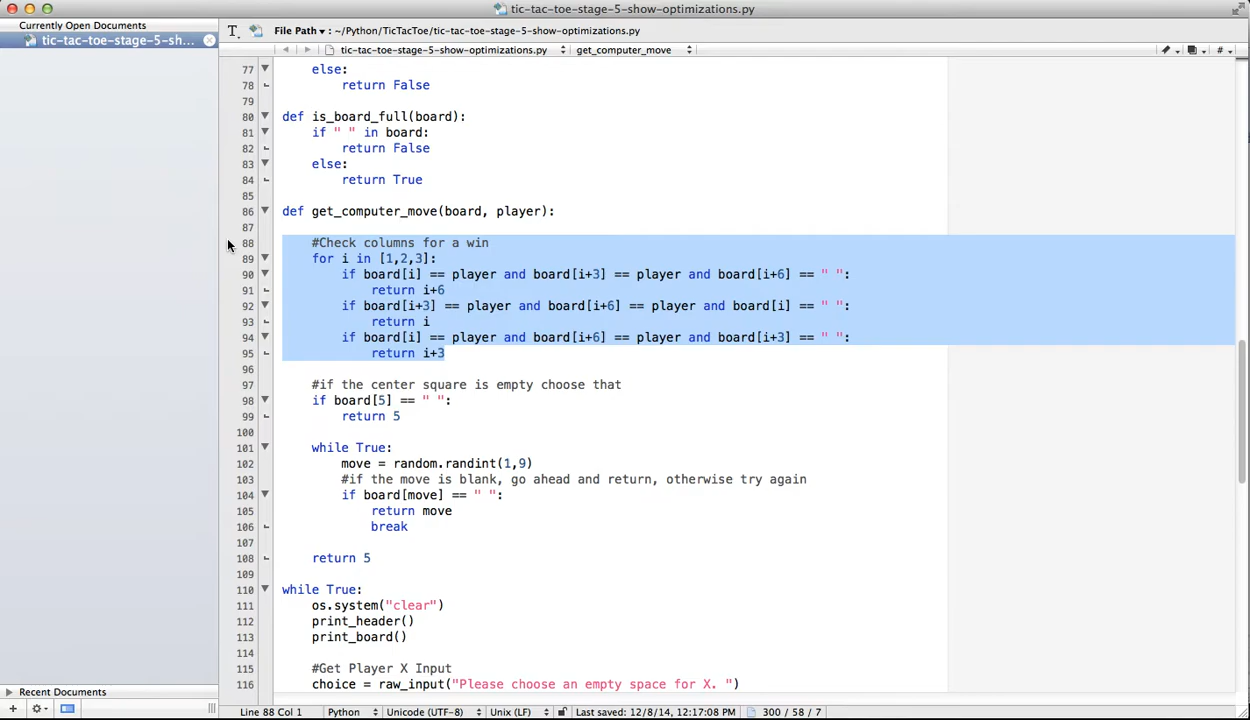 tic-tac-toe-stage-5-show-optimizations.py
Currently Open Documents
tic-tac-toe-stage-5-sh...
T File Path ▾ : ~/Python/TicTacToe/tic-tac-toe-stage-5-show-optimizations.py
tic-tac-toe-stage-5-show-optimizations.py get_computer_move #
77 else:
78 return False
79
80 def is_board_full(board):
81 if " " in board:
82 return False
83 else:
84 return True
85
86 def get_computer_move(board, player):
87
88 #Check columns for a win
89 for i in [1,2,3]:
90 if board[i] == player and board[i+3] == player and board[i+6] == " ":
91 return i+6
92 if board[i+3] == player and board[i+6] == player and board[i] == " ":
93 return i
94 if board[i] == player and board[i+6] == player and board[i+3] == " ":
95 return i+3
96
97 #if the center square is empty choose that
98 if board[5] == " ":
99 return 5
100
101 while True:
102 move = random.randint(1,9)
103 #if the move is blank, go ahead and return, otherwise try again
104 if board[move] == " ":
105 return move
106 break
107
108 return 5
109
110 while True:
111 os.system("clear")
112 print_header()
113 print_board()
114
115 #Get Player X Input
116 choice = raw_input("Please choose an empty space for X. ")
Recent Documents
Line 88 Col 1 Python Unicode (UTF-8) Unix (LF) Last saved: 12/8/14, 12:17:08 PM 300 / 58 / 7